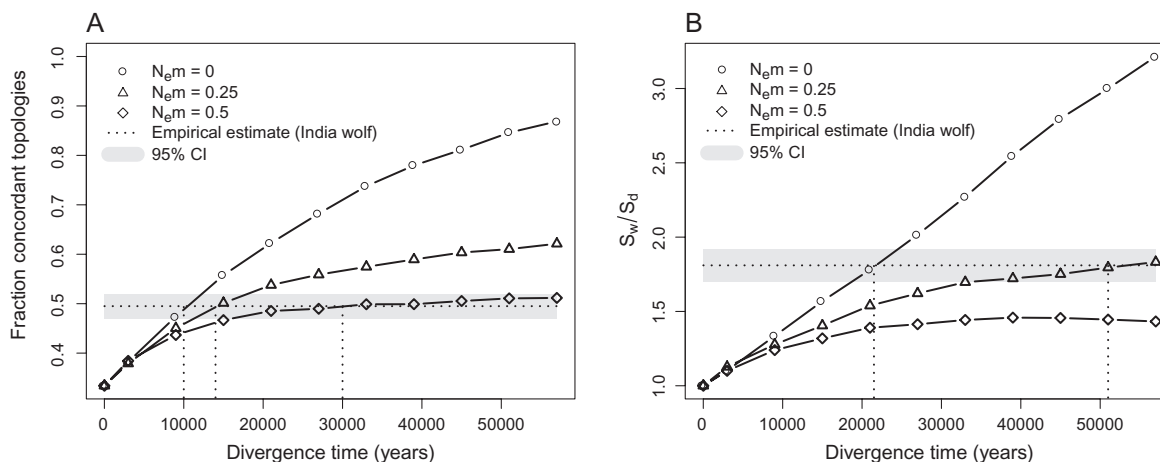 A
Fraction concordant topologies
1.0
0.9
0.8
0.7
0.6
0.5
0.4
Nₑm = 0
Nₑm = 0.25
Nₑm = 0.5
Empirical estimate (India wolf)
95% CI
0 10000 20000 30000 40000 50000
Divergence time (years)
B
S_w/S_d
3.0
2.5
2.0
1.5
1.0
Nₑm = 0
Nₑm = 0.25
Nₑm = 0.5
Empirical estimate (India wolf)
95% CI
0 10000 20000 30000 40000 50000
Divergence time (years)